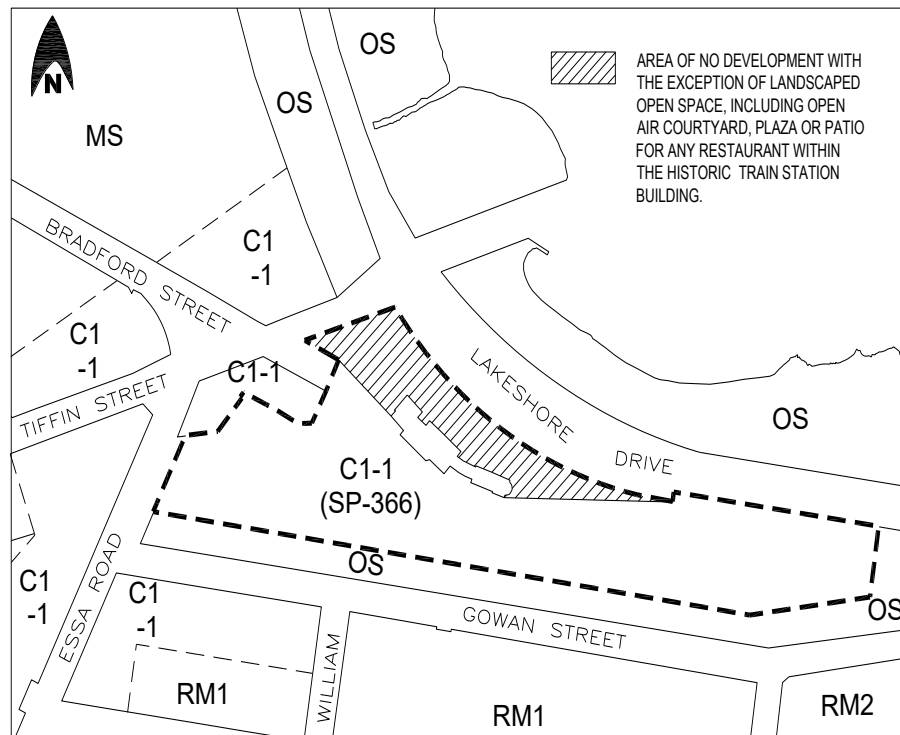 N
OS
OS
MS
AREA OF NO DEVELOPMENT WITH
THE EXCEPTION OF LANDSCAPED
OPEN SPACE, INCLUDING OPEN
AIR COURTYARD, PLAZA OR PATIO
FOR ANY RESTAURANT WITHIN
THE HISTORIC TRAIN STATION
BUILDING.
BRADFORD STREET
C1
-1
C1
-1
TIFFIN STREET
C1-1
LAKESHORE
DRIVE
OS
C1-1
(SP-366)
OS
OS
ESSA ROAD
C1
-1
C1
-1
GOWAN STREET
WILLIAM
RM1
RM1
RM2